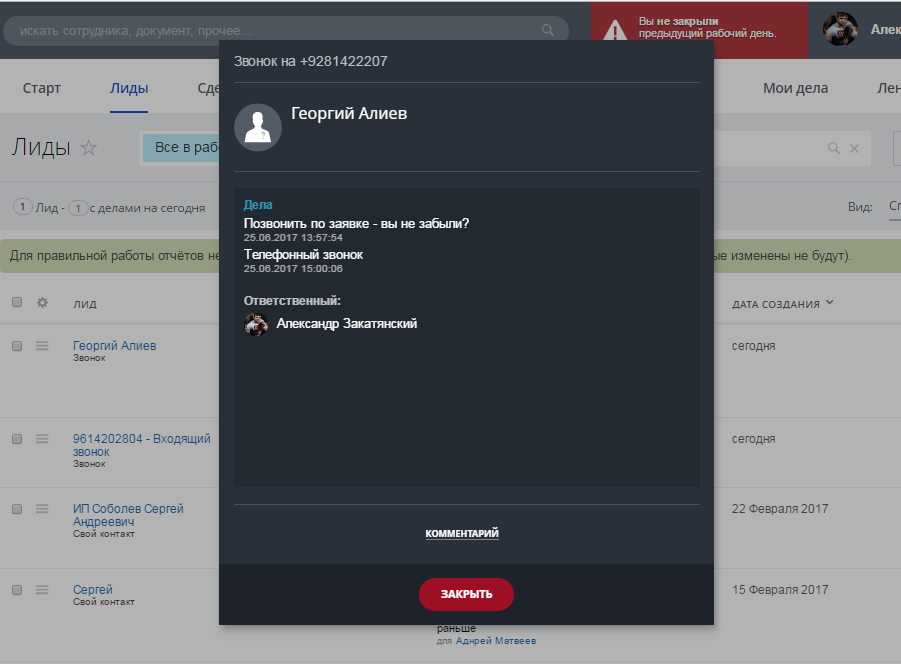 искать сотрудника, документ, прочее...
Вы не закрыли
предыдущий рабочий день.
Алек
Звонок на +9281422207
Старт
Лиды
Сде
Мои дела
Лен
Георгий Алиев
Лиды
Все в раб
1 Лид - 1 с делами на сегодня
Вид:
Сп
Дела
Позвонить по заявке - вы не забыли?
25.06.2017 13:57:54
Телефонный звонок
25.06.2017 15:00:06
Для правильной работы отчётов не
ые изменены не будут).
ЛИД
ДАТА СОЗДАНИЯ
Ответственный:
Александр Закатянский
Георгий Алиев
Звонок
сегодня
9614202804 - Входящий
звонок
Звонок
сегодня
ИП Соболев Сергей
Андреевич
Свой контакт
22 Февраля 2017
КОММЕНТАРИЙ
Сергей
Свой контакт
15 Февраля 2017
ЗАКРЫТЬ
раньше
для Аднрей Матвеев